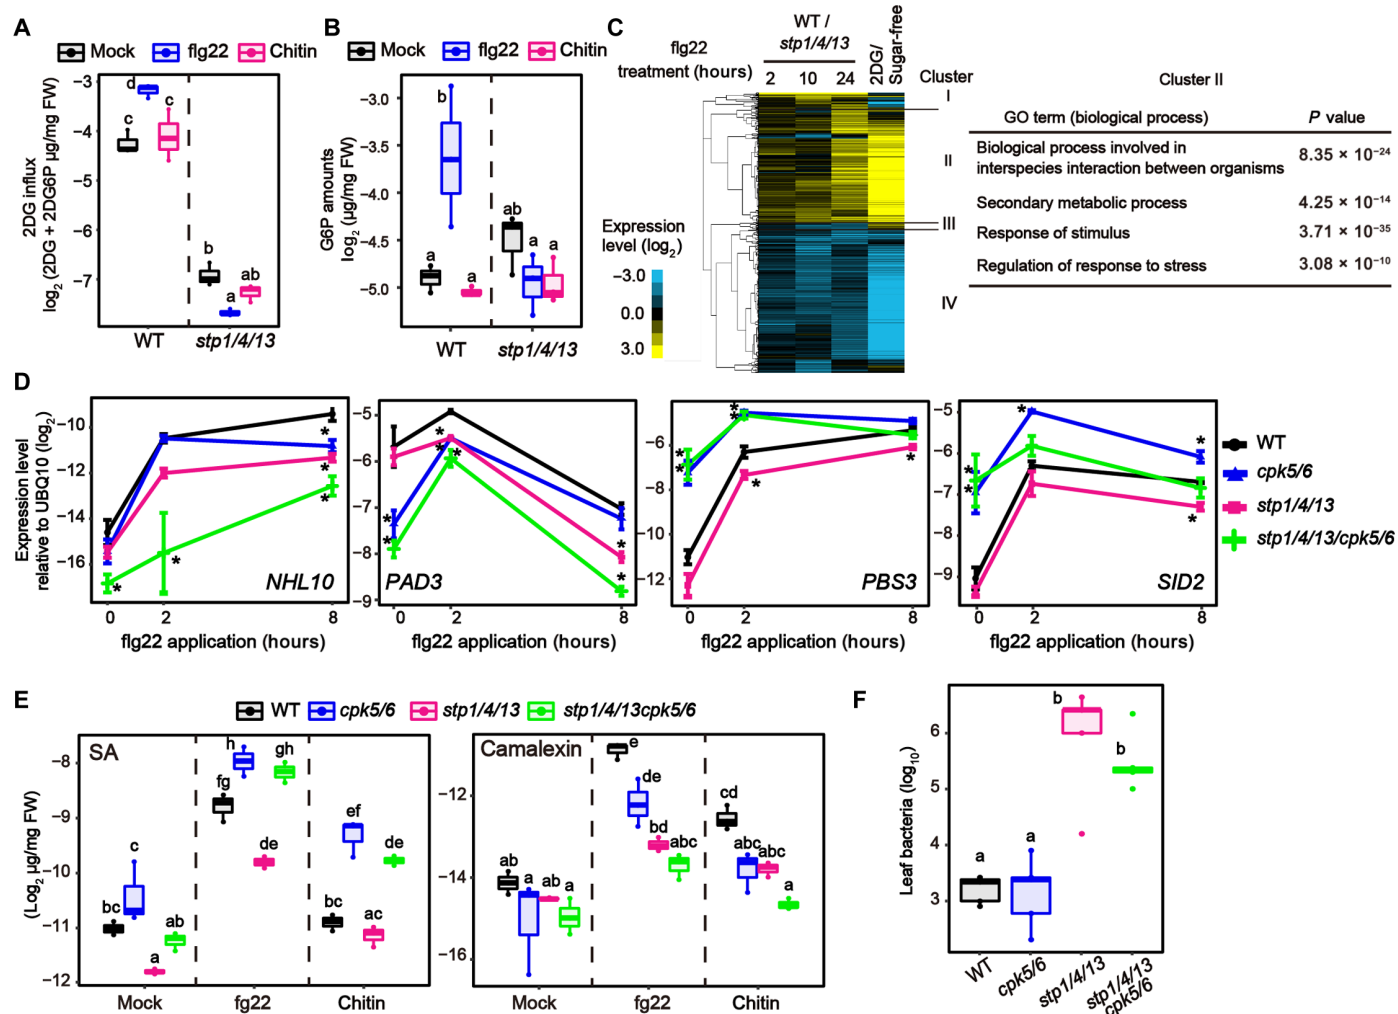 A
Mock flg22 Chitin
2DG influx
log2 (2DG + 2DG6P µg/mg FW)
−3
−4
−5
−6
−7
d
c
c
b
a
ab
WT stp1/4/13
B
Mock flg22 Chitin
G6P amounts
log2 (µg/mg FW)
−3.0
−3.5
−4.0
−4.5
−5.0
b
a
a
ab
a
a
WT stp1/4/13
C
flg22
treatment (hours)
WT /
stp1/4/13
2 10 24
2DG/
Sugar-free
Cluster
I
II
III
IV
Expression
level (log2)
−3.0
0.0
3.0
Cluster II
GO term (biological process) P value
Biological process involved in
interspecies interaction between organisms 8.35 × 10−24
Secondary metabolic process 4.25 × 10−14
Response of stimulus 3.71 × 10−35
Regulation of response to stress 3.08 × 10−10
D
Expression level
relative to UBQ10 (log2)
−10
−12
−14
−16
* * * * *
NHL10
0 2 8
flg22 application (hours)
−5
−6
−7
−8
−9
* * * * * * *
PAD3
0 2 8
flg22 application (hours)
−6
−8
−10
−12
* * * * * *
PBS3
0 2 8
flg22 application (hours)
−5
−6
−7
−9
* * * * *
SID2
0 2 8
flg22 application (hours)
WT
cpk5/6
stp1/4/13
stp1/4/13/cpk5/6
E
WT cpk5/6 stp1/4/13 stp1/4/13cpk5/6
(Log2 µg/mg FW)
SA
−8
−9
−10
−11
−12
bc c a ab
fg h de gh
bc ef ac de
Mock fg22 Chitin
Camalexin
−12
−14
−16
ab a ab a
e de bd abc
cd abc abc a
Mock fg22 Chitin
F
Leaf bacteria (log10)
6
5
4
3
a
a
b
b
WT
cpk5/6
stp1/4/13
stp1/4/13
cpk5/6